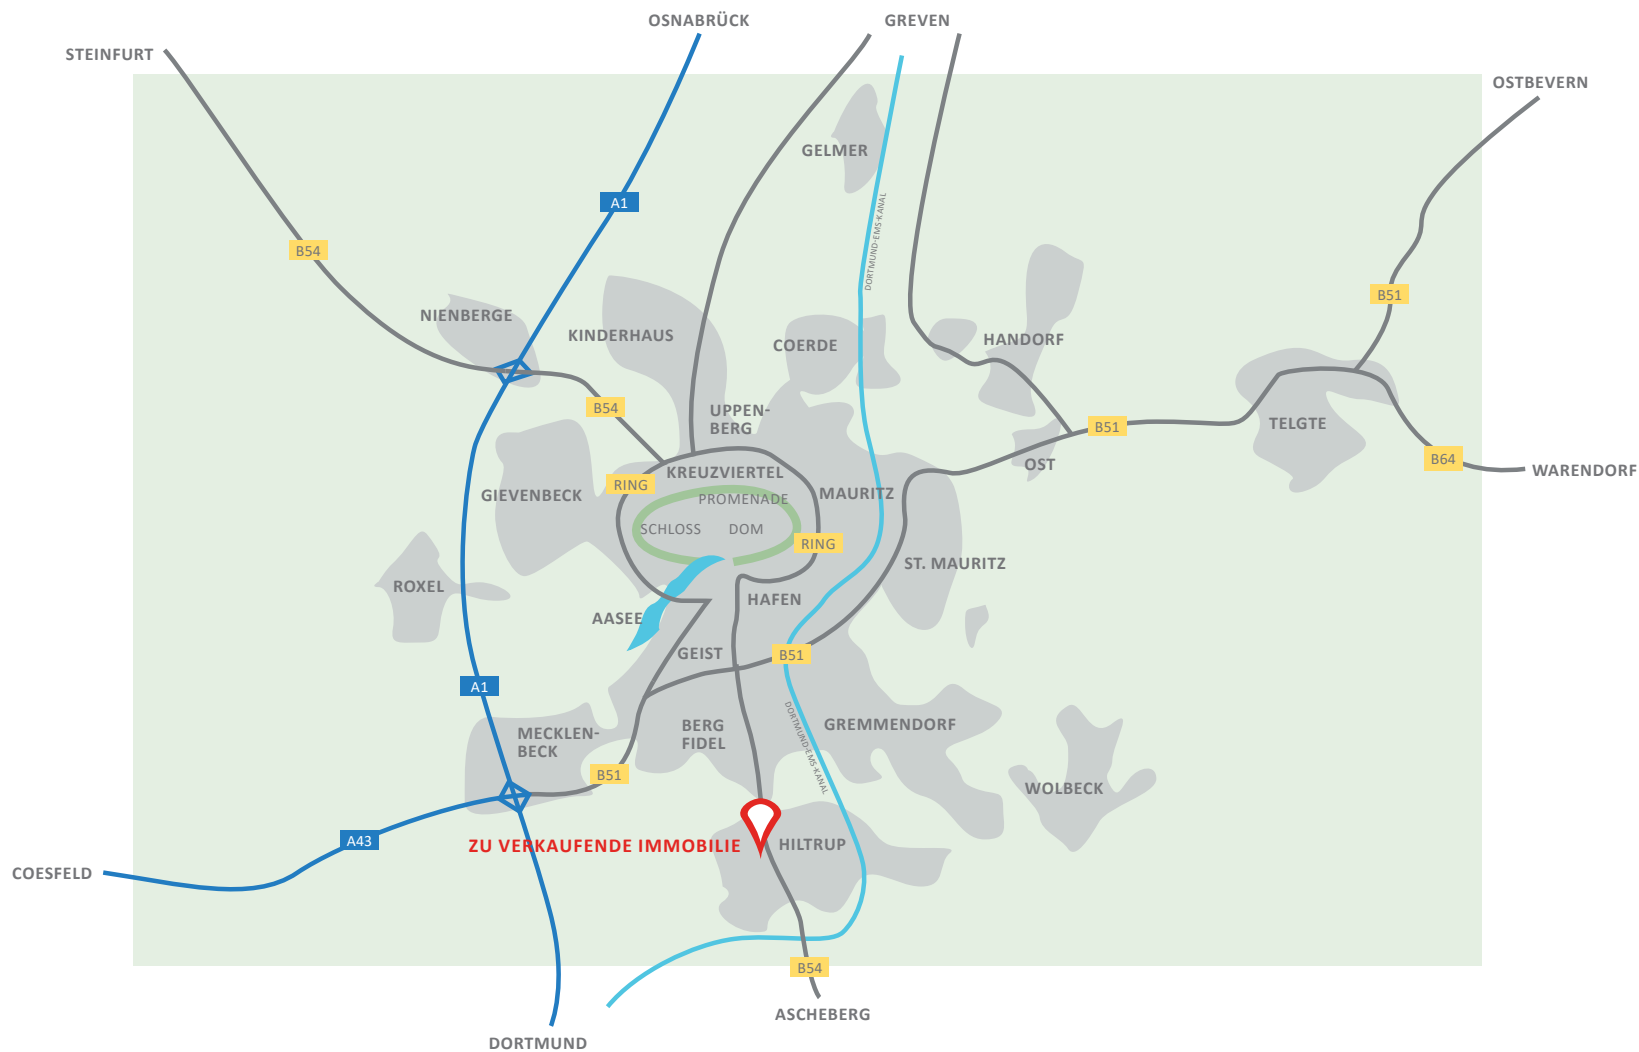 OSNABRÜCK
GREVEN
STEINFURT
OSTBEVERN
GELMER
A1
DORTMUND-EMS-KANAL
B54
B51
NIENBERGE
KINDERHAUS
COERDE
HANDORF
B54
UPPEN-
BERG
B51
TELGTE
B64
WARENDORF
OST
KREUZVIERTEL
RING
GIEVENBECK
PROMENADE
MAURITZ
SCHLOSS
DOM
RING
ST. MAURITZ
ROXEL
HAFEN
AASEE
GEIST
B51
A1
DORTMUND-EMS-KANAL
GREMMENDORF
MECKLEN-
BECK
BERG
FIDEL
B51
WOLBECK
A43
ZU VERKAUFENDE IMMOBILIE
HILTRUP
COESFELD
B54
ASCHEBERG
DORTMUND